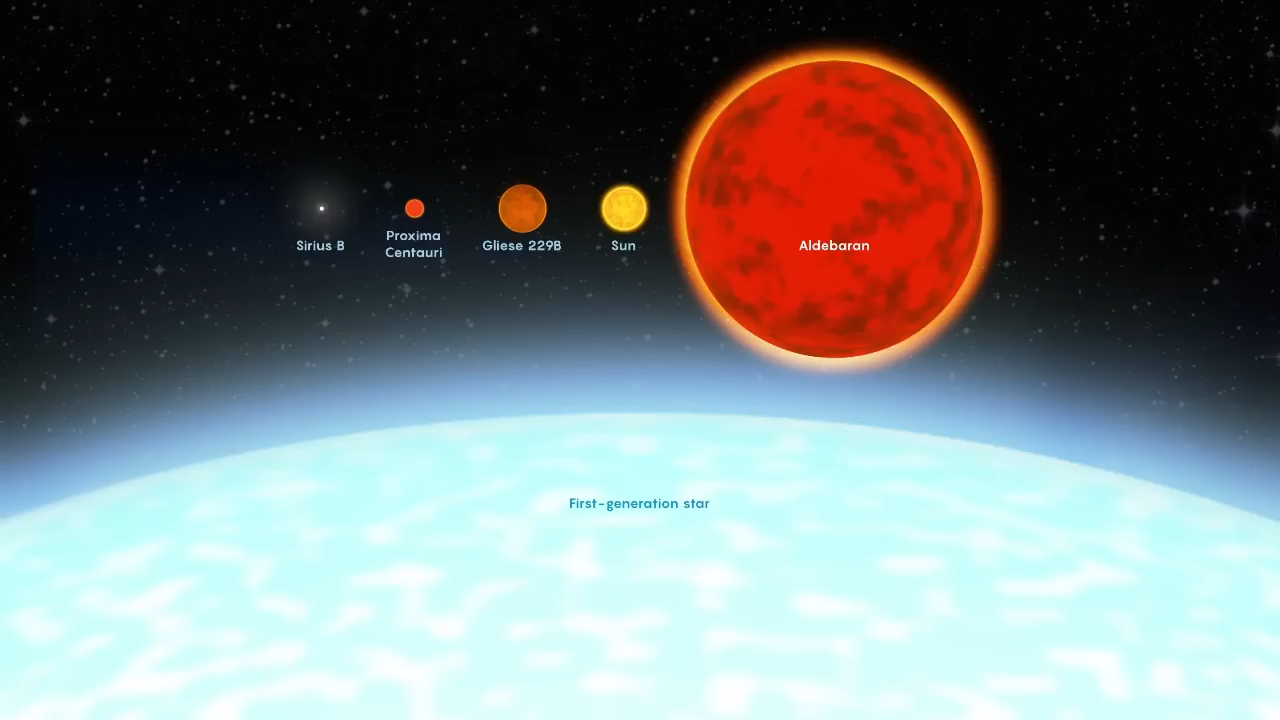 Sirius B
Proxima
Centauri
Gliese 229B
Sun
Aldebaran
First-generation star